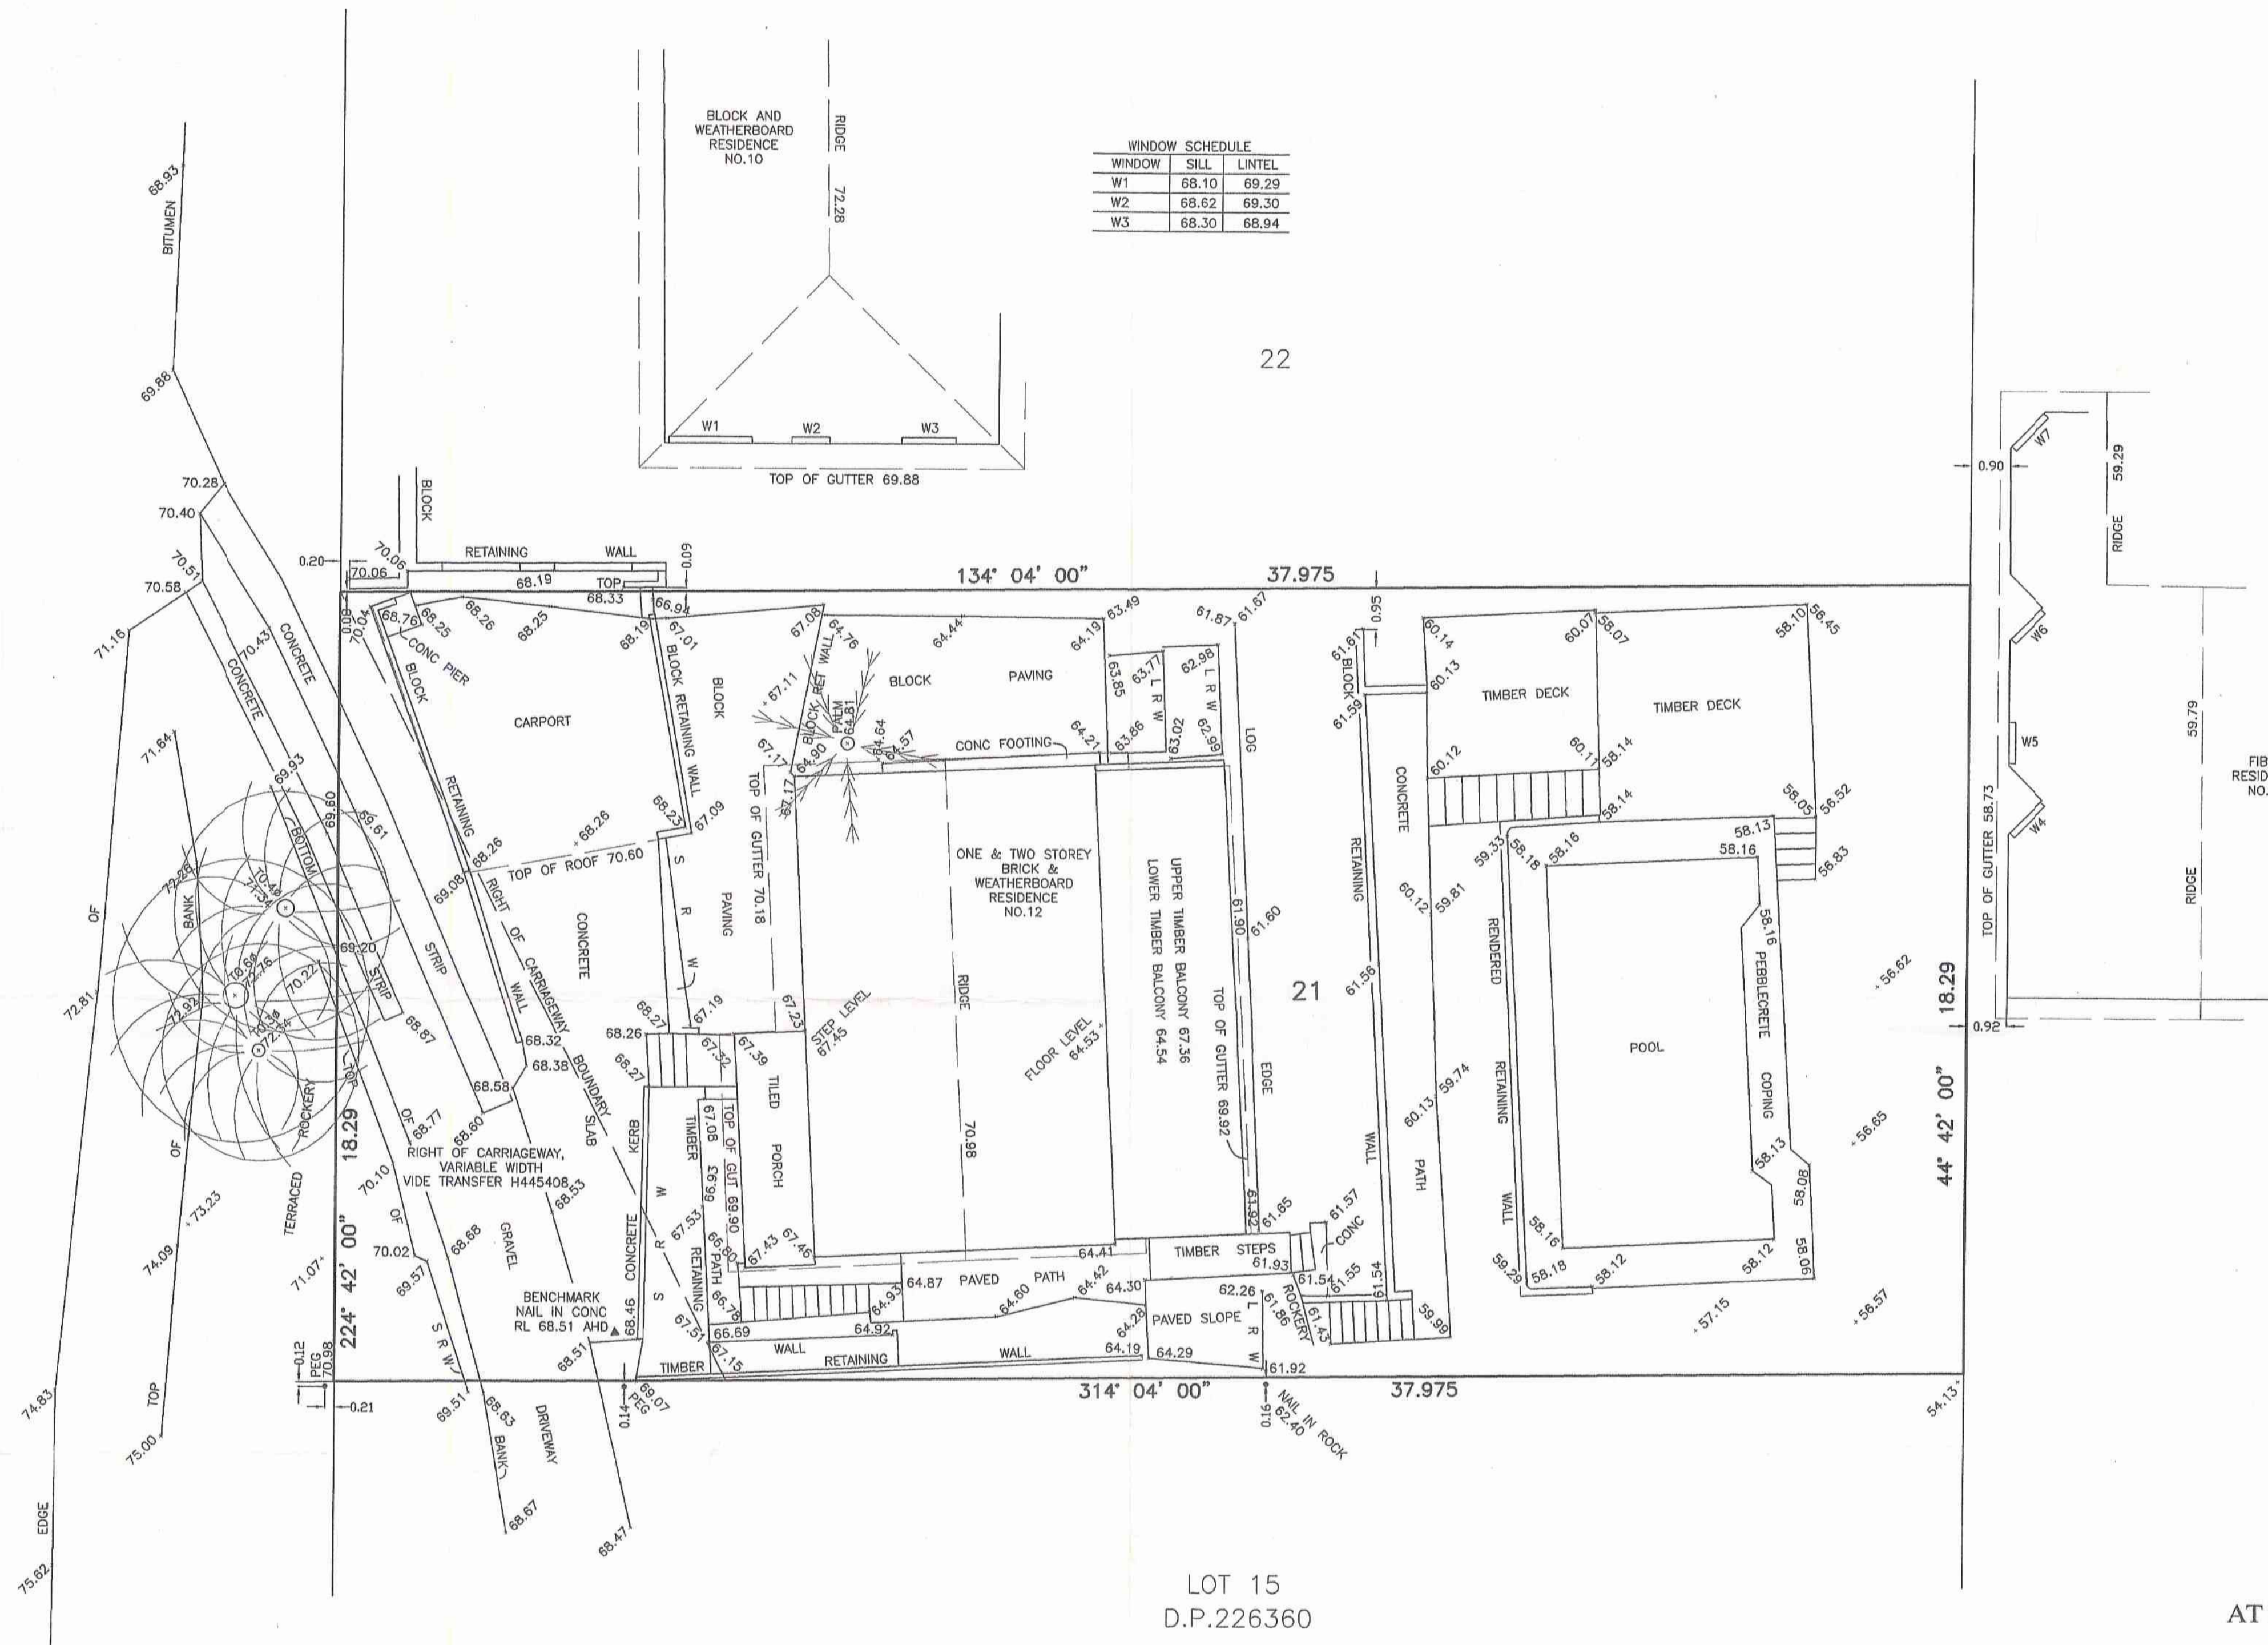 BLOCK AND
WEATHERBOARD
RESIDENCE
NO.10
RIDGE 72.28
WINDOW SCHEDULE
WINDOW SILL LINTEL
W1 68.10 69.29
W2 68.62 69.30
W3 68.30 68.94
22
W1 W2 W3
TOP OF GUTTER 69.88
68.93
BITUMEN
69.88
70.28
70.40
70.51
70.58
71.16
BLOCK
RETAINING WALL
0.20
70.06
70.06
68.19
TOP
0.09
134° 04' 00" 37.975
0.95
0.08
70.04
68.76
68.25
68.26
68.25
68.33
66.94
68.19
67.01
67.08
64.76
64.44
64.19
63.49
61.87
61.67
CONC PIER
BLOCK
RETAINING
WALL
CARPORT
BLOCK RETAINING WALL
BLOCK
PAVING
67.11
BLOCK RET WALL
PALM
64.81
67.17
64.90
67.17
64.64
64.57
BLOCK PAVING
CONC FOOTING
64.21
63.85
63.77
L R W
63.86
62.98
L R W
63.02
62.99
LOG
EDGE
61.61
BLOCK
61.59
RETAINING
WALL
60.14
60.13
60.12
60.07
58.07
60.11
58.14
58.14
TIMBER DECK
TIMBER DECK
58.10
56.45
58.05
56.52
56.83
CONCRETE
PATH
70.43
CONCRETE
STRIP
CONCRETE
STRIP
69.93
69.60
69.61
71.64
BOTTOM
OF
BANK
72.26
T0.4ø
T0.6ø
72.76
72.92
T0.3ø
72.34
70.22
69.20
68.87
72.81
TOP
OF
BANK
TOP
OF
ROCKERY
TERRACED
EDGE
OF
68.23
67.09
68.26
68.26
TOP OF ROOF 70.60
69.08
RIGHT OF CARRIAGEWAY
BOUNDARY
CONCRETE
SLAB
S R W
TOP OF GUTTER 70.18
67.19
67.23
STEP LEVEL
67.45
68.27
68.26
68.27
67.32
67.39
68.32
68.38
68.58
68.60
68.77
ONE & TWO STOREY
BRICK &
WEATHERBOARD
RESIDENCE
NO.12
RIDGE 70.98
FLOOR LEVEL
64.53
UPPER TIMBER BALCONY 67.36
LOWER TIMBER BALCONY 64.54
TOP OF GUTTER 69.92
61.90
61.60
21
61.56
60.12
59.81
60.13
59.74
59.33
58.18
58.16
58.13
58.16
58.16
RENDERED
RETAINING
WALL
POOL
PEBBLECRETE
COPING
58.13
58.08
58.06
58.16
58.12
58.12
58.18
59.29
56.62
56.65
56.57
57.15
44° 42' 00" 18.29
RIGHT OF CARRIAGEWAY,
VARIABLE WIDTH
VIDE TRANSFER H445408
224° 42' 00" 18.29
70.10
OF
70.02
69.57
68.68
68.53
GRAVEL
DRIVEWAY
S R W
69.51
68.63
BANK
68.67
68.47
73.23
74.09
71.07
74.83
75.00
75.62
0.12
PEG
70.98
0.21
BENCHMARK
NAIL IN CONC
RL 68.51 AHD
68.51
68.46
CONCRETE
KERB
S R W
TIMBER
RETAINING
WALL
67.08
66.93
67.53
66.80
PATH
66.78
TOP OF GUT 69.90
TILED
PORCH
67.43
67.46
67.51
66.69
67.15
TIMBER RETAINING WALL
64.92
64.93
64.87
PAVED PATH
64.60
64.42
64.41
64.30
64.28
64.19
64.29
PAVED SLOPE
62.26
L R W
61.86
ROCKERY
61.43
TIMBER STEPS
61.93
61.92
61.65
61.57
CONC
61.54
61.55
61.54
59.99
61.92
0.14
69.07
PEG
314° 04' 00" 37.975
0.16
NAIL IN ROCK
62.40
54.13
0.90
W7
W6
W5
W4
0.92
TOP OF GUTTER 58.73
RIDGE 59.29
RIDGE 59.79
FIB
RESID
NO.
LOT 15
D.P.226360
AT